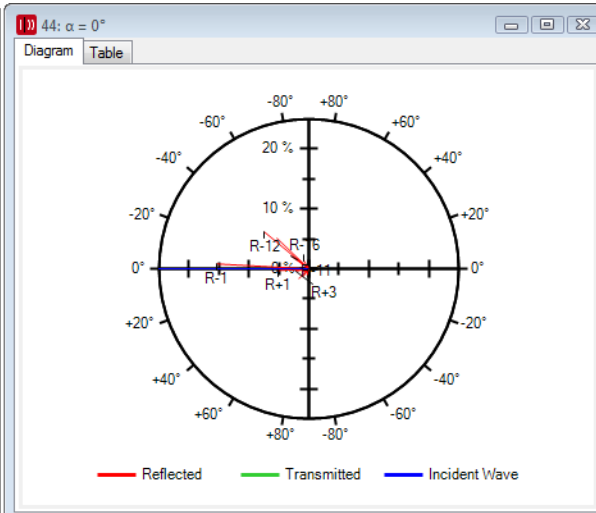 44: α = 0°
Diagram Table
-80° +80°
-60° +60°
20 %
-40° +40°
-20° +20°
10 %
R-12 R-16
0° 0 % 0°
R-1 R+1 R+3
+20° -20°
+40° -40°
+60° -60°
+80° -80°
Reflected Transmitted Incident Wave